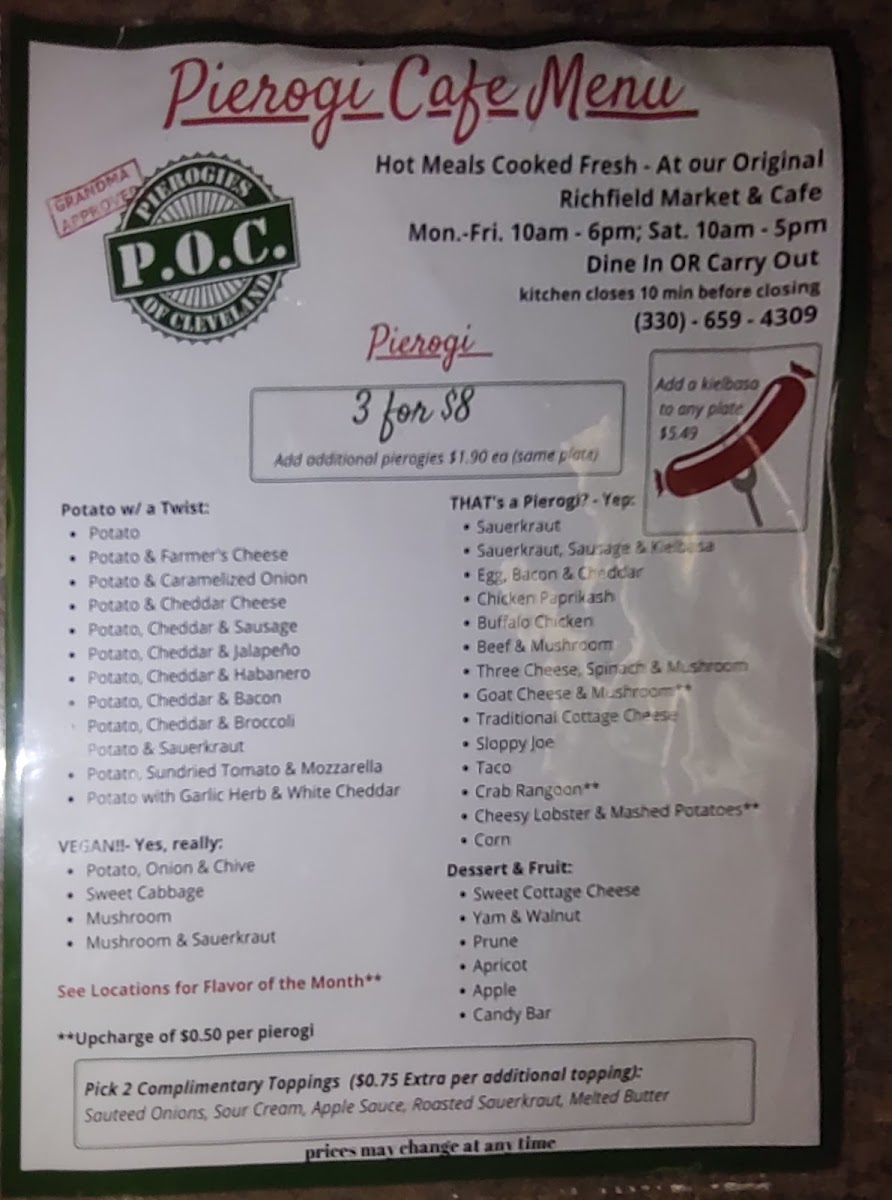 Pierogi Cafe Menu
GRANDMA
APPROVED
PIEROGIES
P.O.C.
OF CLEVELAND
Hot Meals Cooked Fresh - At our Original
Richfield Market & Cafe
Mon.-Fri. 10am - 6pm; Sat. 10am - 5pm
Dine In OR Carry Out
kitchen closes 10 min before closing
(330) - 659 - 4309
Pierogi
3 for $8
Add additional pierogies $1.90 ea (same plate)
Add a kielbasa
to any plate
$5.49
Potato w/ a Twist:
• Potato
• Potato & Farmer's Cheese
• Potato & Caramelized Onion
• Potato & Cheddar Cheese
• Potato, Cheddar & Sausage
• Potato, Cheddar & Jalapeño
• Potato, Cheddar & Habanero
• Potato, Cheddar & Bacon
• Potato, Cheddar & Broccoli
Potato & Sauerkraut
• Potato, Sundried Tomato & Mozzarella
• Potato with Garlic Herb & White Cheddar
VEGAN!!- Yes, really:
• Potato, Onion & Chive
• Sweet Cabbage
• Mushroom
• Mushroom & Sauerkraut
See Locations for Flavor of the Month**
**Upcharge of $0.50 per pierogi
THAT's a Pierogi? - Yep:
• Sauerkraut
• Sauerkraut, Sausage & Kielbasa
• Egg, Bacon & Cheddar
• Chicken Paprikash
• Buffalo Chicken
• Beef & Mushroom
• Three Cheese, Spinach & Mushroom
• Goat Cheese & Mushroom**
• Traditional Cottage Cheese
• Sloppy Joe
• Taco
• Crab Rangoon**
• Cheesy Lobster & Mashed Potatoes**
• Corn
Dessert & Fruit:
• Sweet Cottage Cheese
• Yam & Walnut
• Prune
• Apricot
• Apple
• Candy Bar
Pick 2 Complimentary Toppings ($0.75 Extra per additional topping):
Sauteed Onions, Sour Cream, Apple Sauce, Roasted Sauerkraut, Melted Butter
prices may change at any time